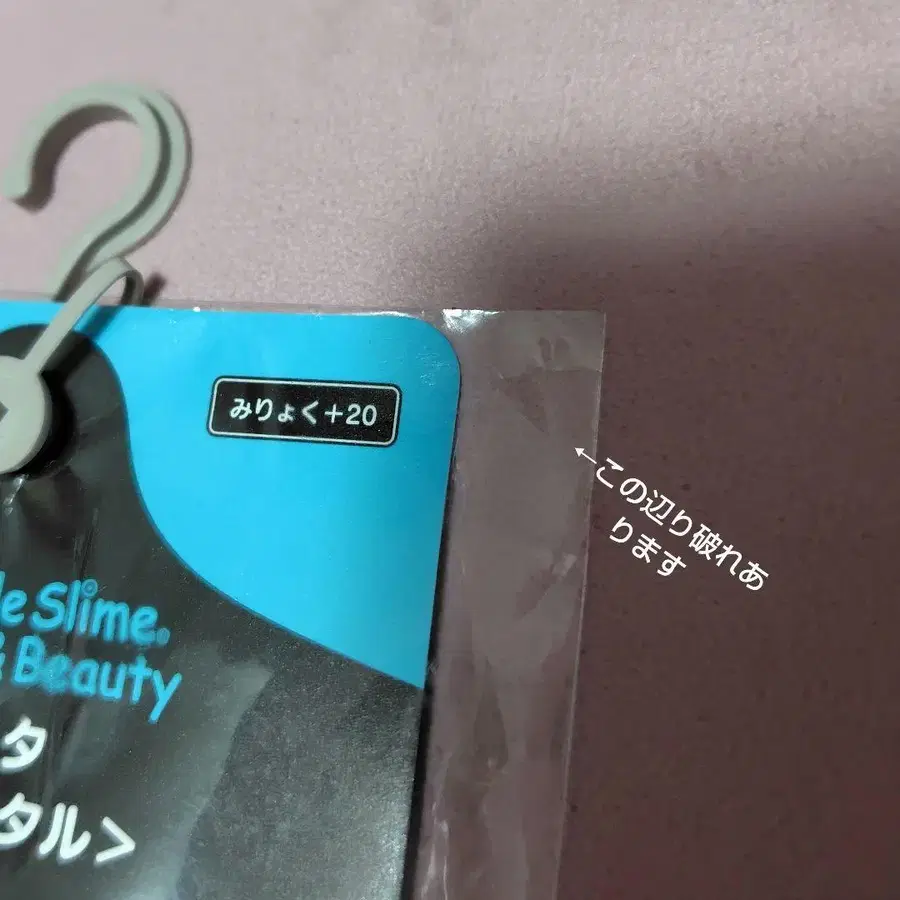 みりょく+20
←この辺り破れあ
ります
Slime®
Beauty
タ
タル>